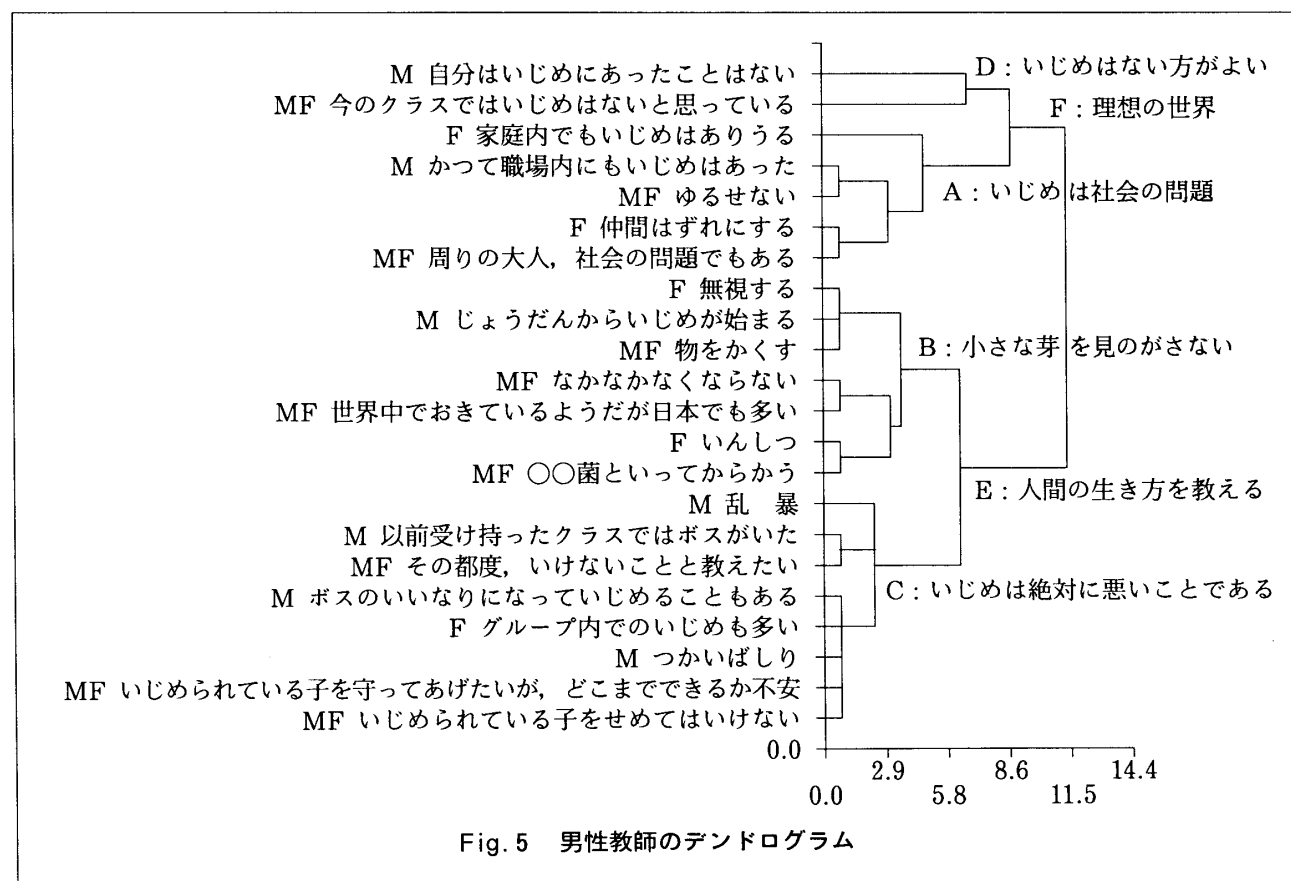 M 自分はいじめにあったことはない
MF 今のクラスではいじめはないと思っている
F 家庭内でもいじめはありうる
M かつて職場内にもいじめはあった
MF ゆるせない
F 仲間はずれにする
MF 周りの大人，社会の問題でもある
F 無視する
M じょうだんからいじめが始まる
MF 物をかくす
MF なかなかなくならない
MF 世界中でおきているようだが日本でも多い
F いんしつ
MF ○○菌といってからかう
M 乱　暴
M 以前受け持ったクラスではボスがいた
MF その都度，いけないことと教えたい
M ボスのいいなりになっていじめることもある
F グループ内でのいじめも多い
M つかいばしり
MF いじめられている子を守ってあげたいが，どこまでできるか不安
MF いじめられている子をせめてはいけない
D：いじめはない方がよい
F：理想の世界
A：いじめは社会の問題
B：小さな芽を見のがさない
E：人間の生き方を教える
C：いじめは絶対に悪いことである
0.0
2.9 8.6 14.4
0.0 5.8 11.5
Fig. 5　男性教師のデンドログラム